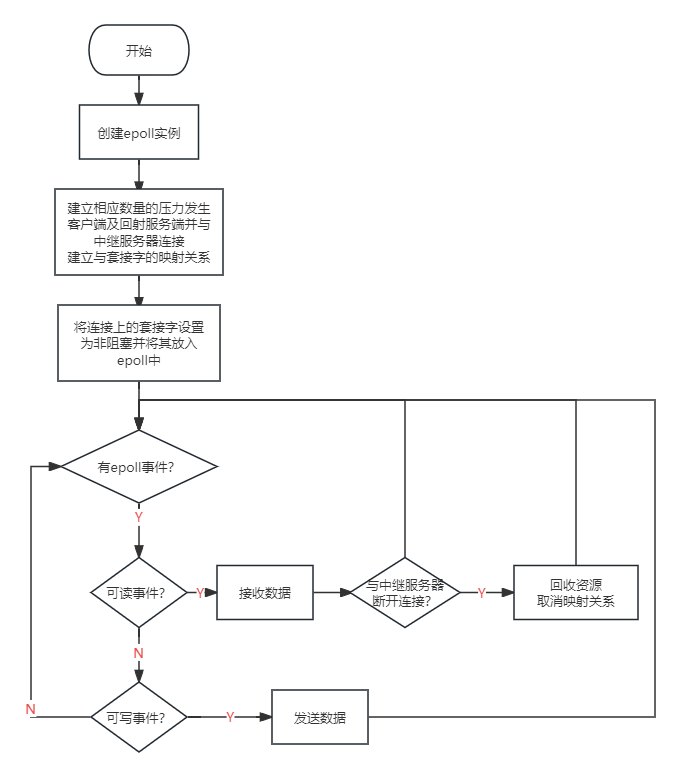 开始
创建epoll实例
建立相应数量的压力发生
客户端及回射服务端并与
中继服务器连接
建立与套接字的映射关系
将连接上的套接字设置
为非阻塞并将其放入
epoll中
有epoll事件?
Y
可读事件?
Y
接收数据
与中继服务器
断开连接?
Y
回收资源
取消映射关系
N
可写事件?
N
Y
发送数据